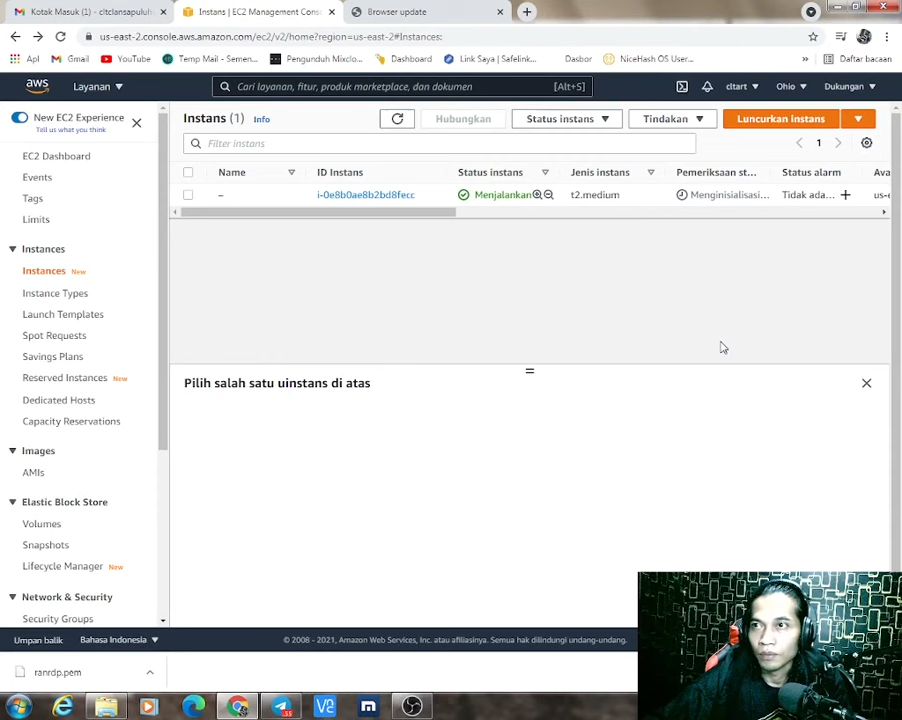 Kotak Masuk (1) - cltclansapuluh
Instans | EC2 Management Cons
Browser update
us-east-2.console.aws.amazon.com/ec2/v2/home?region=us-east-2#Instances:
Apl
Gmail
YouTube
Temp Mail - Semen...
Pengunduh Mixclo...
Dashboard
Link Saya | Safelink...
Dasbor
NiceHash OS User...
»
Daftar bacaan
aws
Layanan
Cari layanan, fitur, produk marketplace, dan dokumen
[Alt+S]
cltart
Ohio
Dukungan
New EC2 Experience
Tell us what you think
Instans (1)
Info
Hubungkan
Status instans
Tindakan
Luncurkan instans
Filter instans
1
Name
ID Instans
Status instans
Jenis instans
Pemeriksaan st...
Status alarm
Ava
–
i-0e8b0ae8b2bd8fecc
Menjalankan
t2.medium
Menginisialisasi...
Tidak ada...
us-e
EC2 Dashboard
Events
Tags
Limits
Instances
Instances New
Instance Types
Launch Templates
Spot Requests
Savings Plans
Reserved Instances New
Dedicated Hosts
Capacity Reservations
Images
AMIs
Elastic Block Store
Volumes
Snapshots
Lifecycle Manager New
Network & Security
Security Groups
Pilih salah satu uinstans di atas
Umpan balik
Bahasa Indonesia
© 2008 - 2021, Amazon Web Services, Inc. atau afiliasinya. Semua hak dilindungi undang-undang.
ranrdp.pem